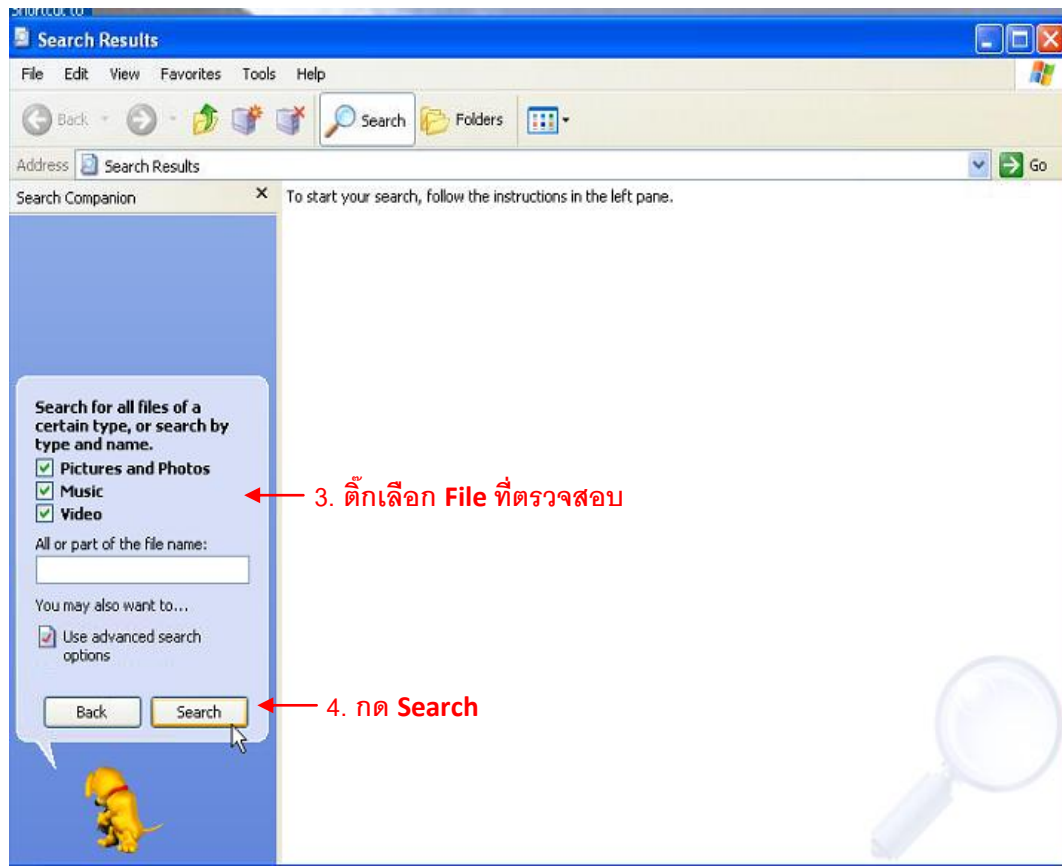 Shortcut to
Search Results
File Edit View Favorites Tools Help
Back Search Folders
Address Search Results Go
Search Companion
To start your search, follow the instructions in the left pane.
Search for all files of a
certain type, or search by
type and name.
Pictures and Photos
Music
Video
3. ติ๊กเลือก File ที่ตรวจสอบ
All or part of the file name:
You may also want to...
Use advanced search
options
Back Search
4. กด Search